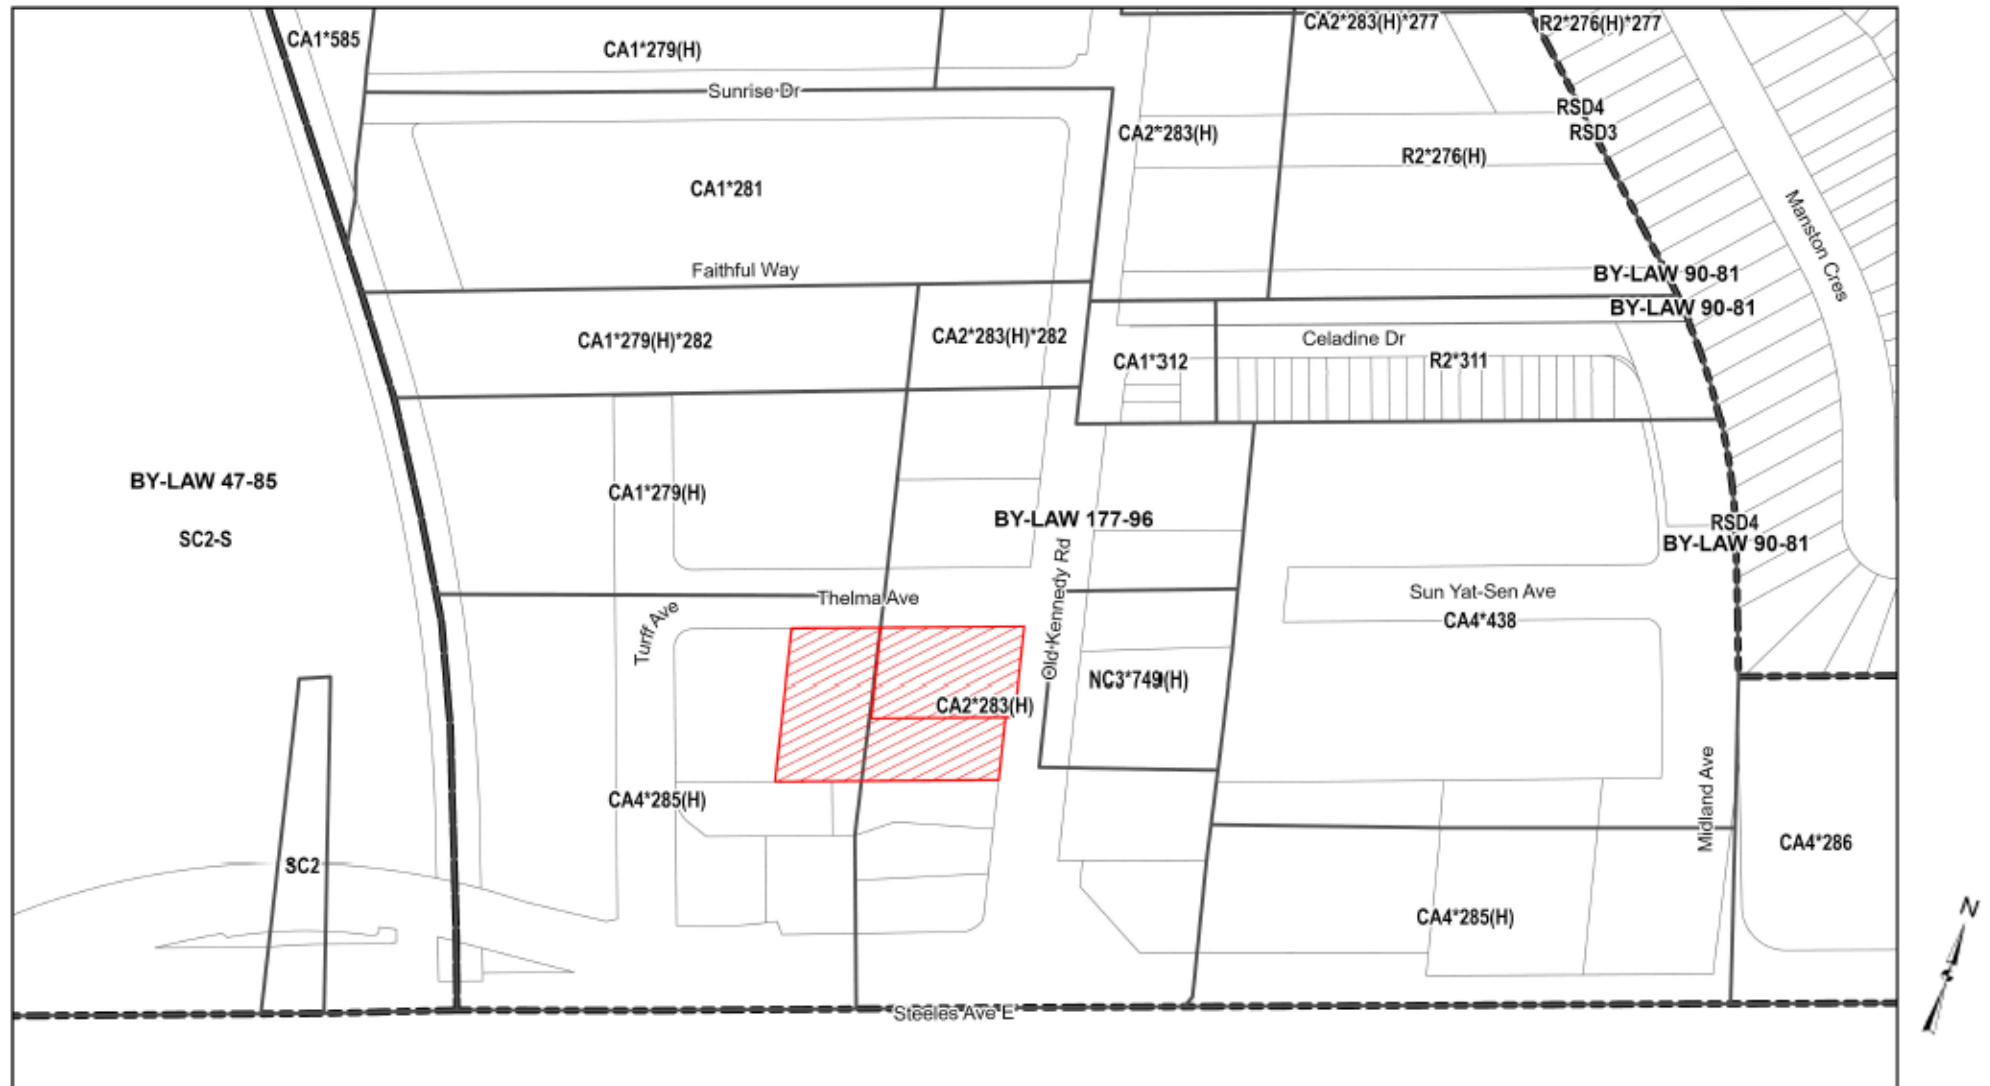 CA1*585
CA1*279(H)
CA2*283(H)*277
R2*276(H)*277
Sunrise Dr
RSD4
CA2*283(H)
RSD3
R2*276(H)
CA1*281
Manston Cres
Faithful Way
BY-LAW 90-81
BY-LAW 90-81
CA1*279(H)*282
CA2*283(H)*282
Celadine Dr
CA1*312
R2*311
BY-LAW 47-85
CA1*279(H)
BY-LAW 177-96
RSD4
SC2-S
BY-LAW 90-81
Old Kennedy Rd
Thelma Ave
Sun Yat-Sen Ave
CA4*438
Turff Ave
NC3*749(H)
CA2*283(H)
CA4*285(H)
Midland Ave
CA4*286
SC2
CA4*285(H)
N
Steeles Ave E